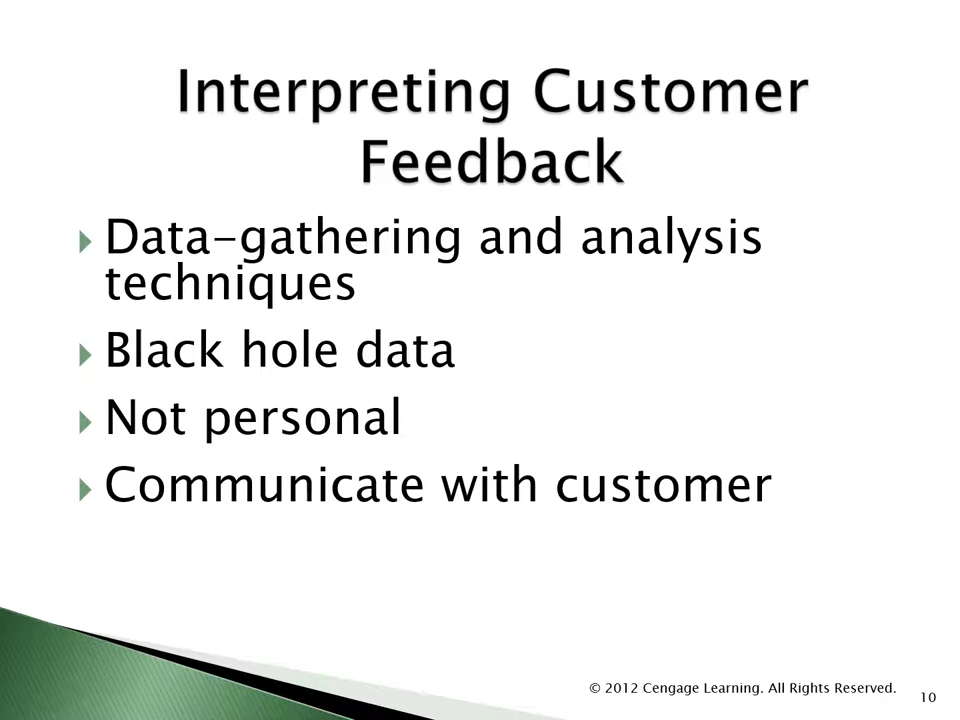 Interpreting Customer
Feedback
Data-gathering and analysis
techniques
Black hole data
Not personal
Communicate with customer
© 2012 Cengage Learning. All Rights Reserved.
10